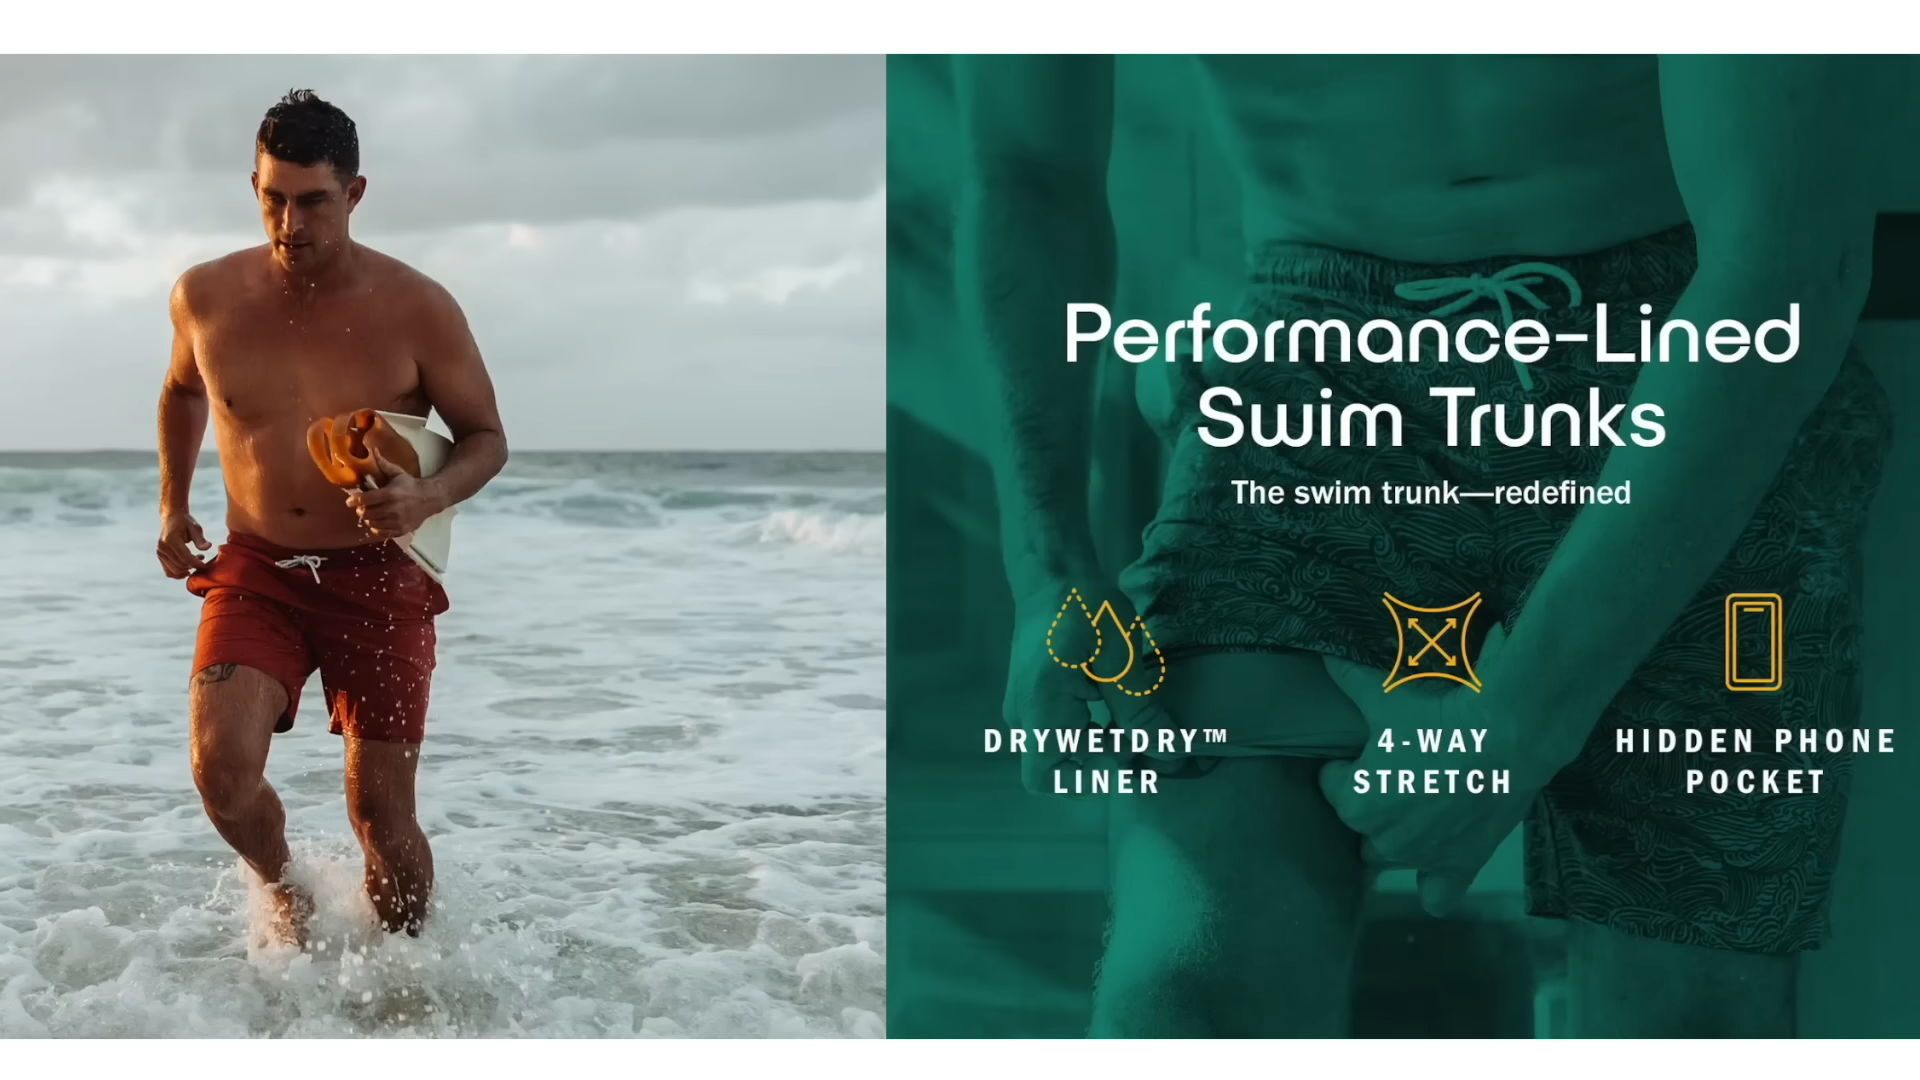 Performance-Lined
Swim Trunks
The swim trunk—redefined
DRYWETDRY™
LINER
4-WAY
STRETCH
HIDDEN PHONE
POCKET